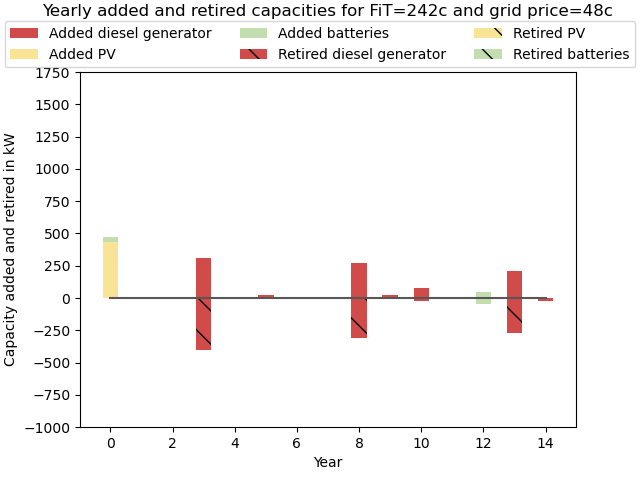 Yearly added and retired capacities for FiT=242c and grid price=48c
Added diesel generator
Added PV
Added batteries
Retired diesel generator
Retired PV
Retired batteries
Capacity added and retired in kW
1750
1500
1250
1000
750
500
250
0
−250
−500
−750
−1000
0 2 4 6 8 10 12 14
Year